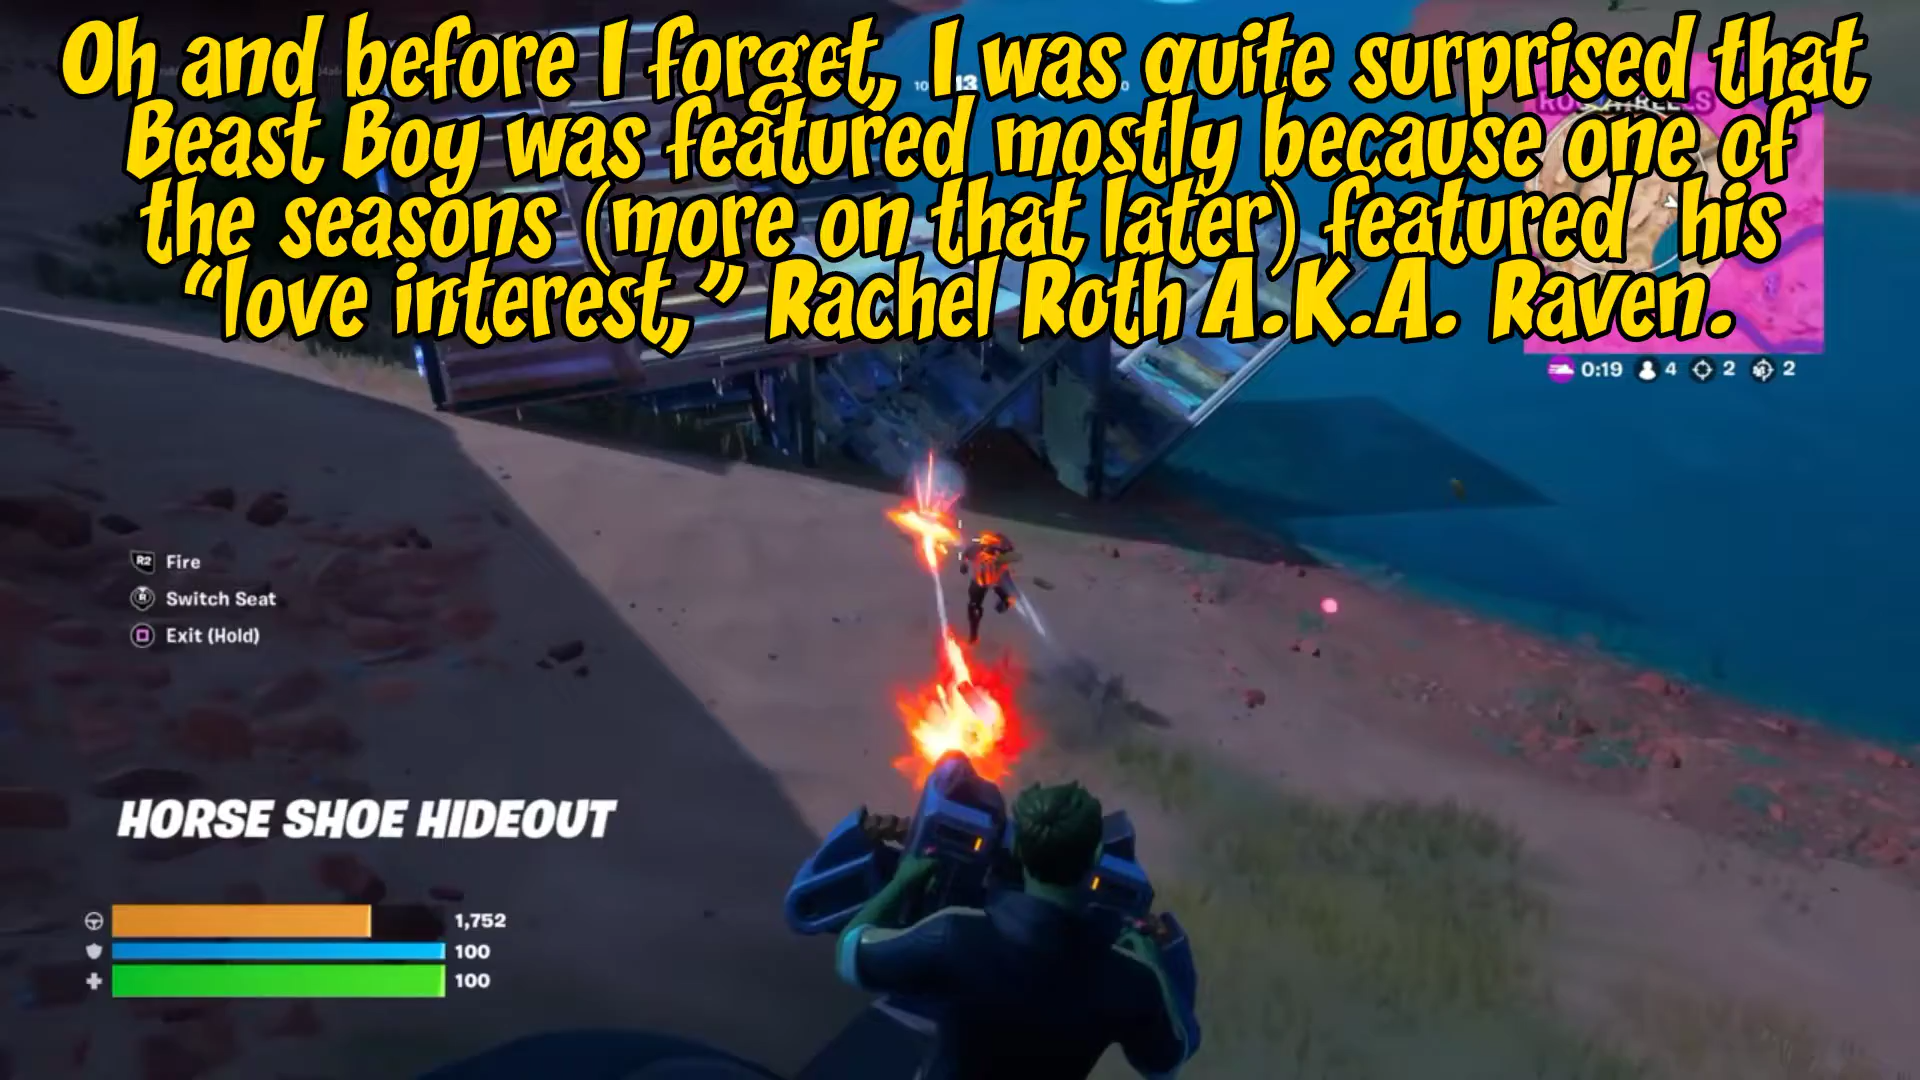 Oh and before I forget, I was quite surprised that
Beast Boy was featured mostly because one of
the seasons (more on that later) featured his
“love interest,” Rachel Roth A.K.A. Raven.
13
0:19 4 2 2
R2 Fire
R Switch Seat
Exit (Hold)
HORSE SHOE HIDEOUT
1,752
100
100